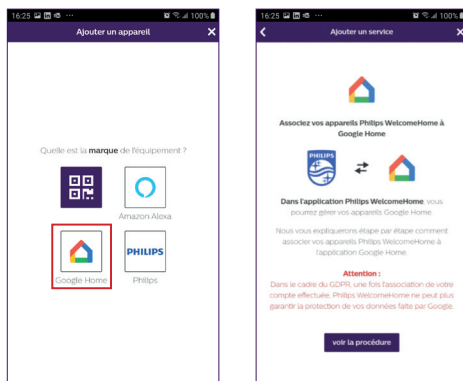 16:25 ... 100%
Ajouter un appareil ×
Quelle est la marque de l'équipement ?
Amazon Alexa
PHILIPS
Google Home
Philips
16:25 ... 100%
Ajouter un service ×
Associez vos appareils Philips WelcomeHome à
Google Home
PHILIPS
Dans l'application Philips WelcomeHome, vous
pourrez gérer vos appareils Google Home
Nous vous expliquerons étape par étape comment
associer vos appareils Philips WelcomeHome à
l'application Google Home.
Attention :
Dans le cadre du GDPR, une fois l'association de votre
compte effectuée, Philips WelcomeHome ne peut plus
garantir la protection de vos données faite par Google.
voir la procédure